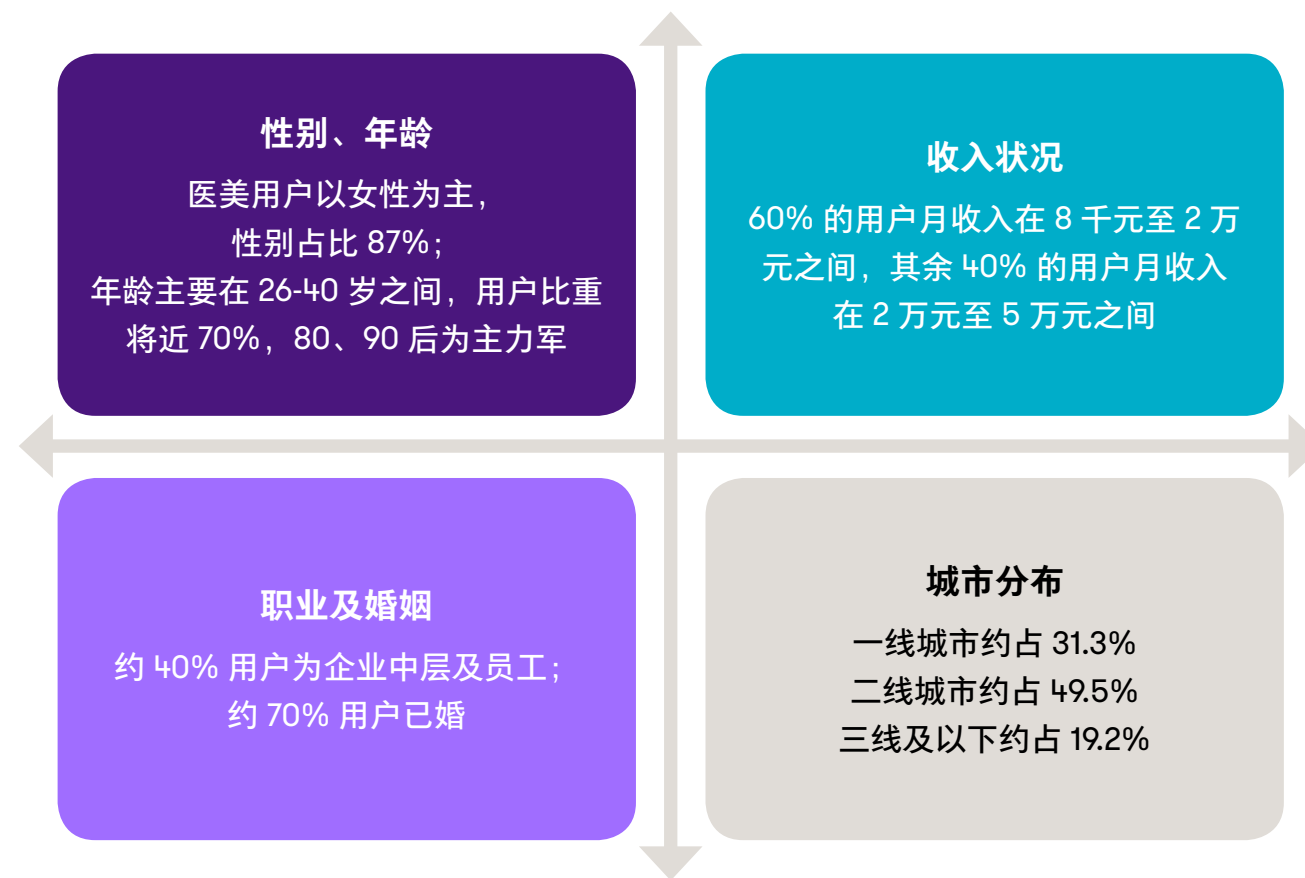 性别、年龄
医美用户以女性为主，
性别占比 87%；
年龄主要在 26-40 岁之间，用户比重
将近 70%，80、90 后为主力军
收入状况
60% 的用户月收入在 8 千元至 2 万
元之间，其余 40% 的用户月收入
在 2 万元至 5 万元之间
职业及婚姻
约 40% 用户为企业中层及员工；
约 70% 用户已婚
城市分布
一线城市约占 31.3%
二线城市约占 49.5%
三线及以下约占 19.2%